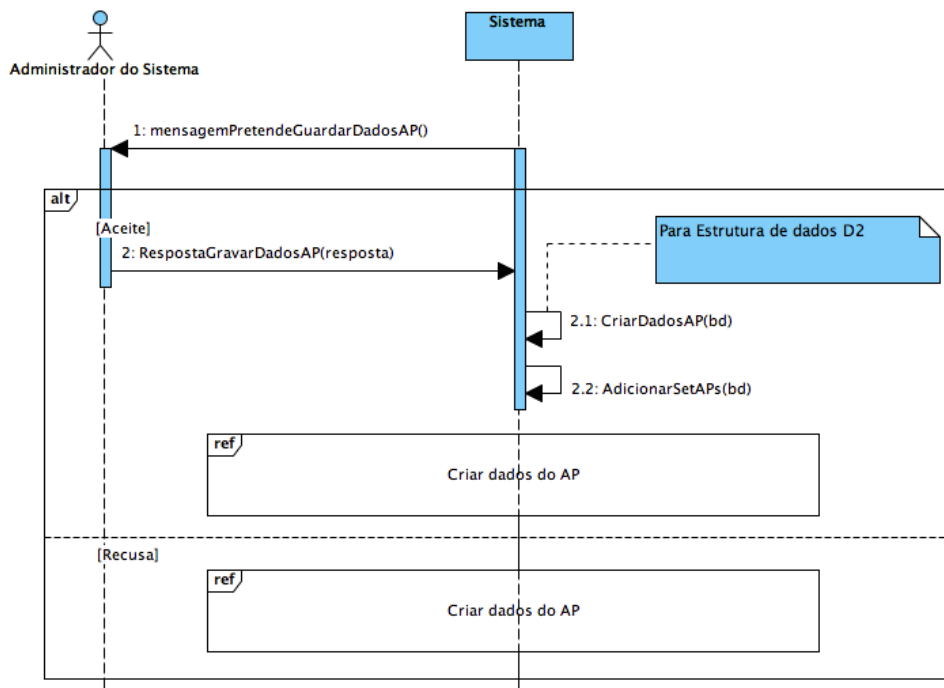 Sistema
Administrador do Sistema
1: mensagemPretendeGuardarDadosAP()
alt
[Aceite]
Para Estrutura de dados D2
2: RespostaGravarDadosAP(resposta)
2.1: CriarDadosAP(bd)
2.2: AdicionarSetAPs(bd)
ref
Criar dados do AP
[Recusa]
ref
Criar dados do AP